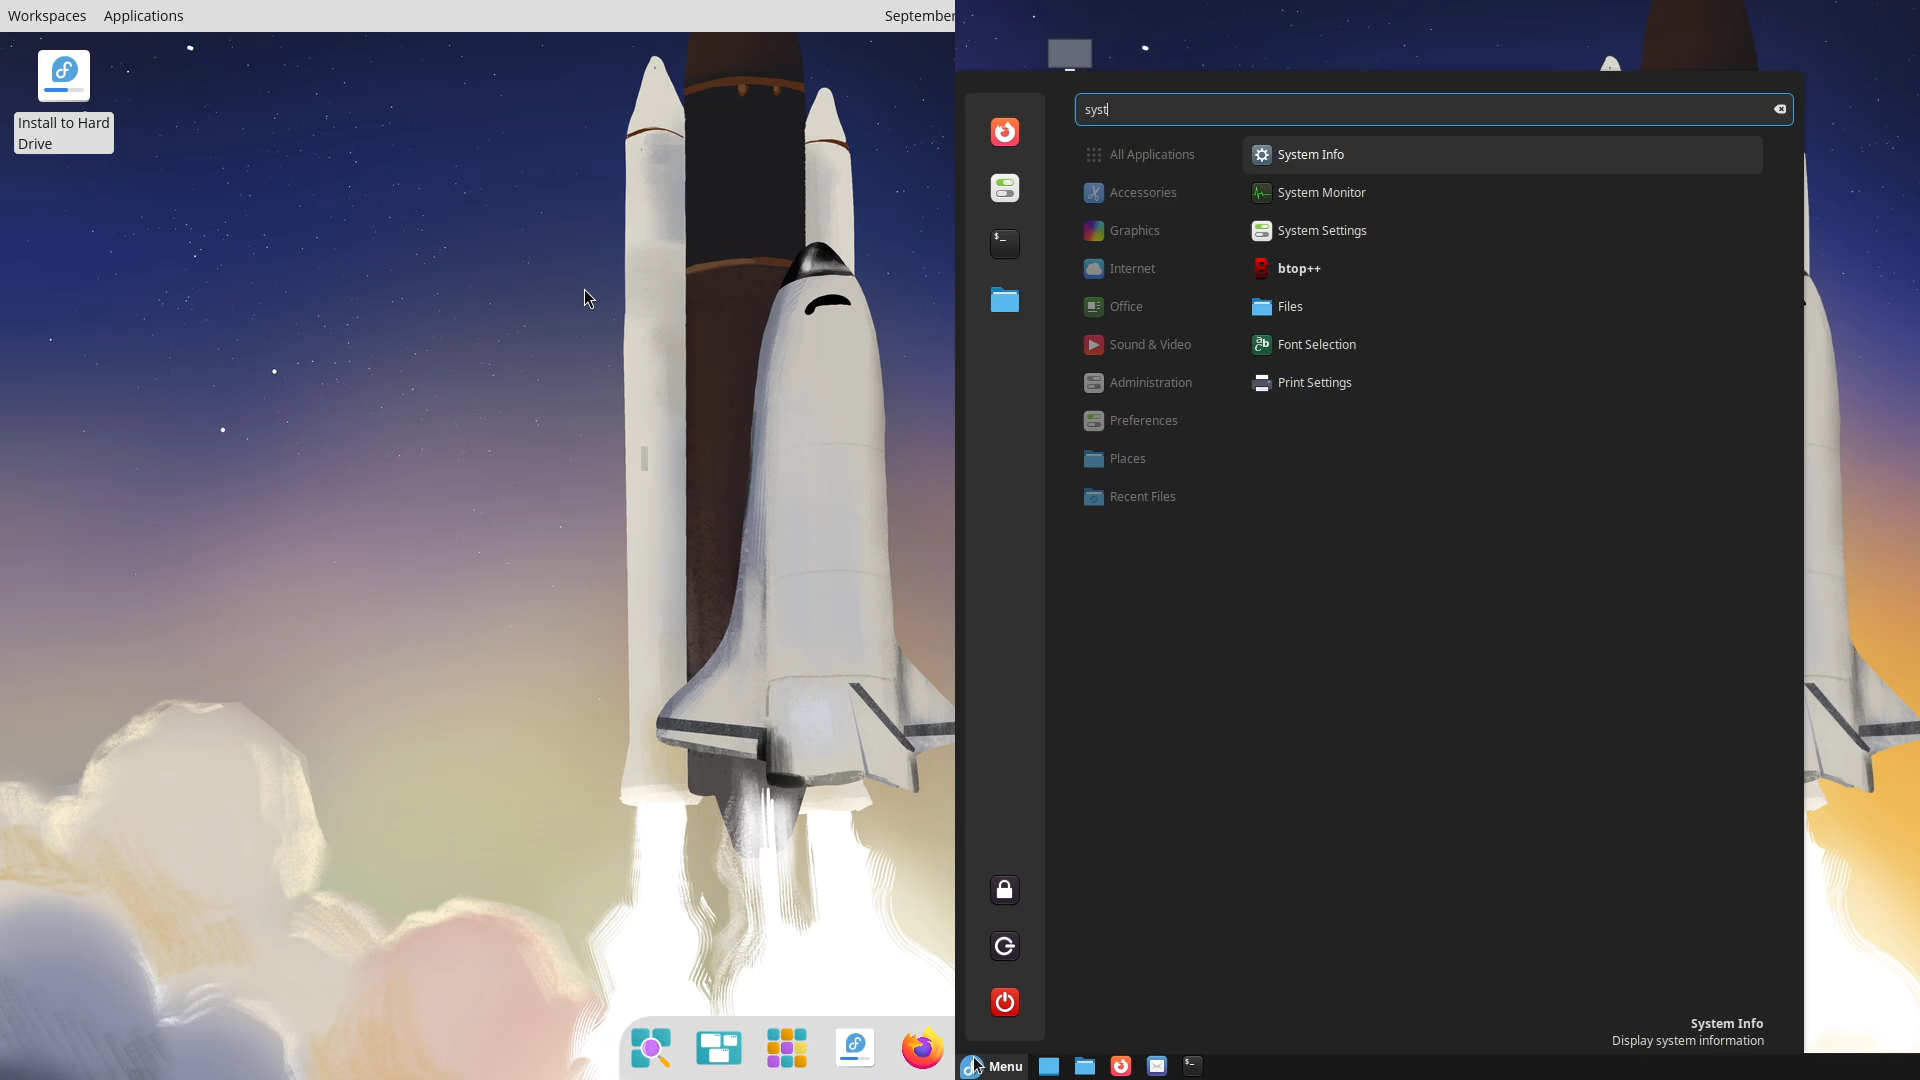 Workspaces
Applications
September
Install to Hard
Drive
syst
All Applications
Accessories
Graphics
Internet
Office
Sound & Video
Administration
Preferences
Places
Recent Files
System Info
System Monitor
System Settings
btop++
Files
Font Selection
Print Settings
System Info
Display system information
Menu